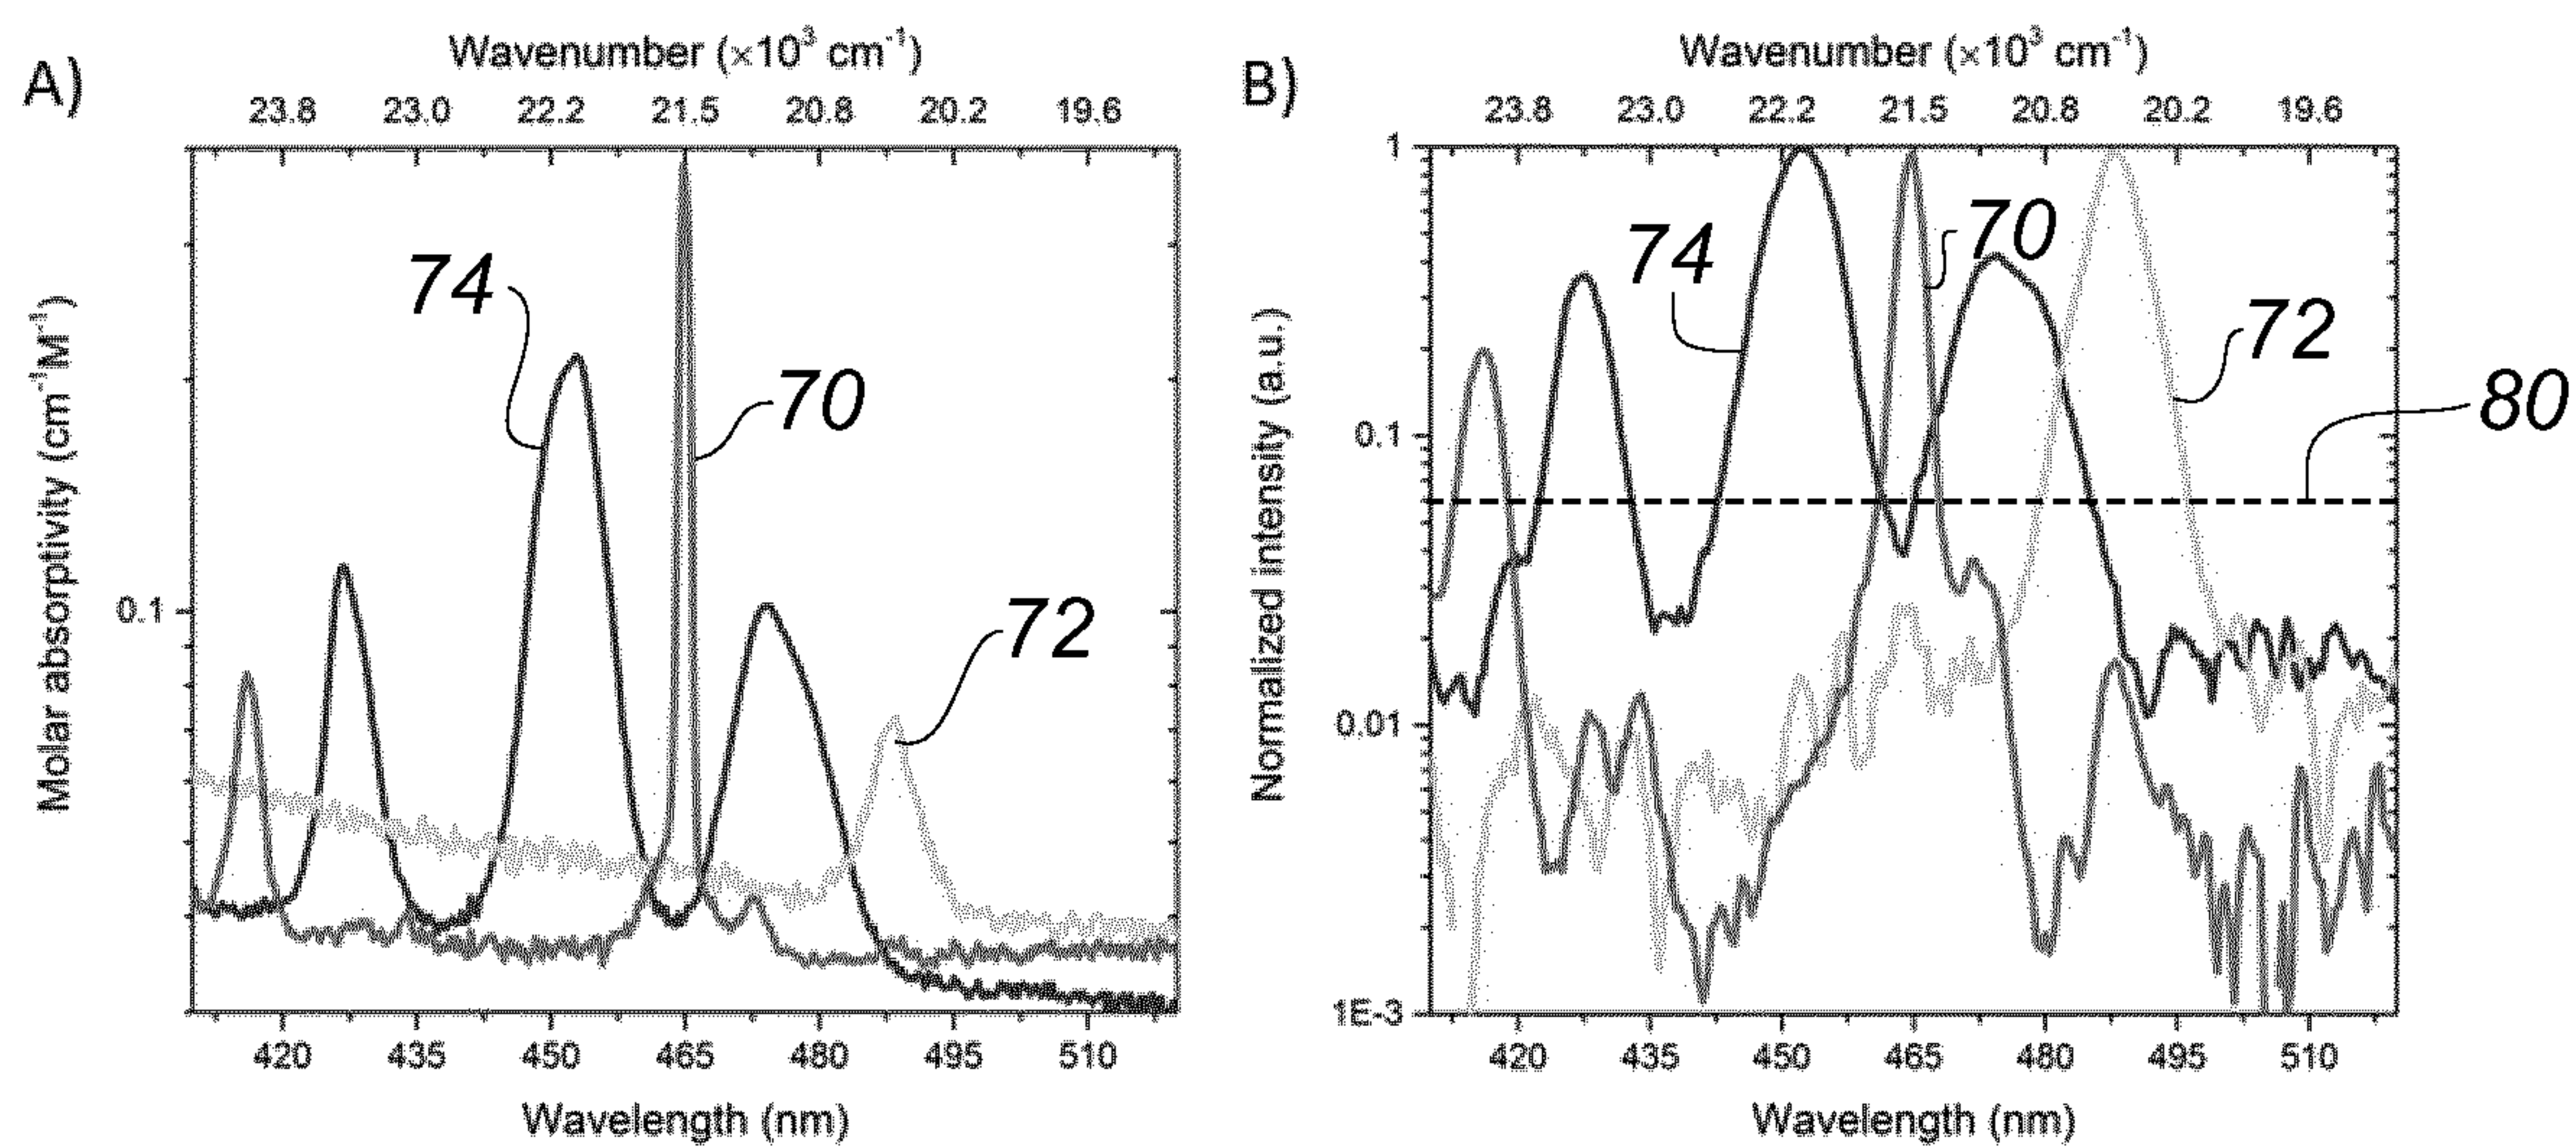 A)
Wavenumber (×10³ cm⁻¹)
23.8 23.0 22.2 21.5 20.8 20.2 19.6
Molar absorptivity (cm⁻¹M⁻¹)
0.1
74
70
72
420 435 450 465 480 495 510
Wavelength (nm)
B)
Wavenumber (×10³ cm⁻¹)
23.8 23.0 22.2 21.5 20.8 20.2 19.6
Normalized intensity (a.u.)
1
0.1
0.01
1E-3
74
70
72
80
420 435 450 465 480 495 510
Wavelength (nm)